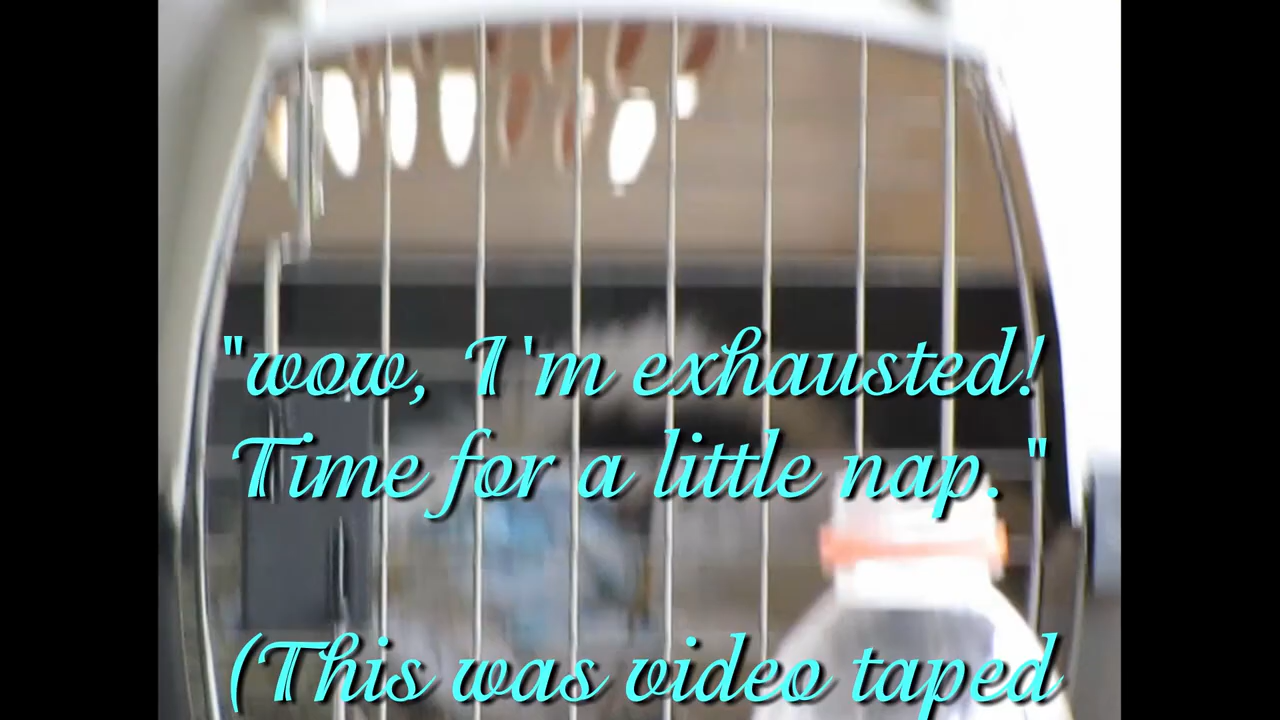 "wow, I'm exhausted!
Time for a little nap."
(This was video taped